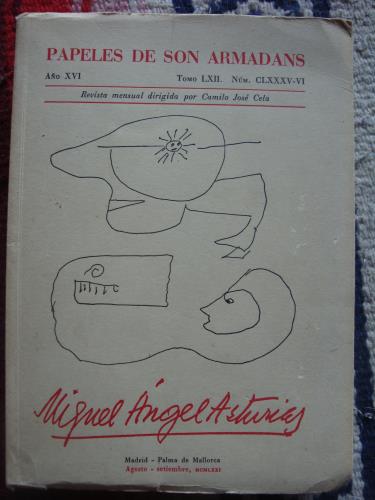 PAPELES DE SON ARMADANS
Año XVI Tomo LXII. Núm. CLXXXV-VI
Revista mensual dirigida por Camilo José Cela
Miguel Ángel Asturias
Madrid - Palma de Mallorca
Agosto - setiembre, MCMLXXI